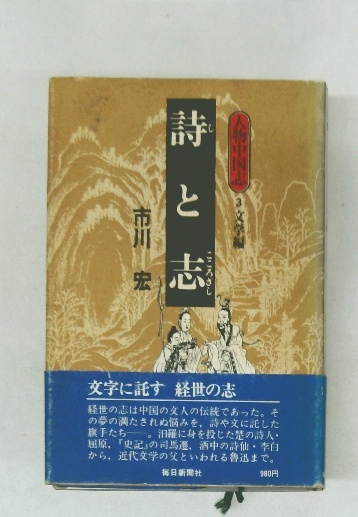 人物中国志
3 文学編
詩と志
し
こころざし
市川 宏
文字に託す 経世の志
経世の志は中国の文人の伝統であった。そ
の夢の満たされぬ悩みを、詩や文に託した
旗手たち――。汨羅に身を投じた楚の詩人・
屈原、「史記」の司馬遷、酒中の詩仙・李白
から、近代文学の父といわれる魯迅まで。
毎日新聞社
980円